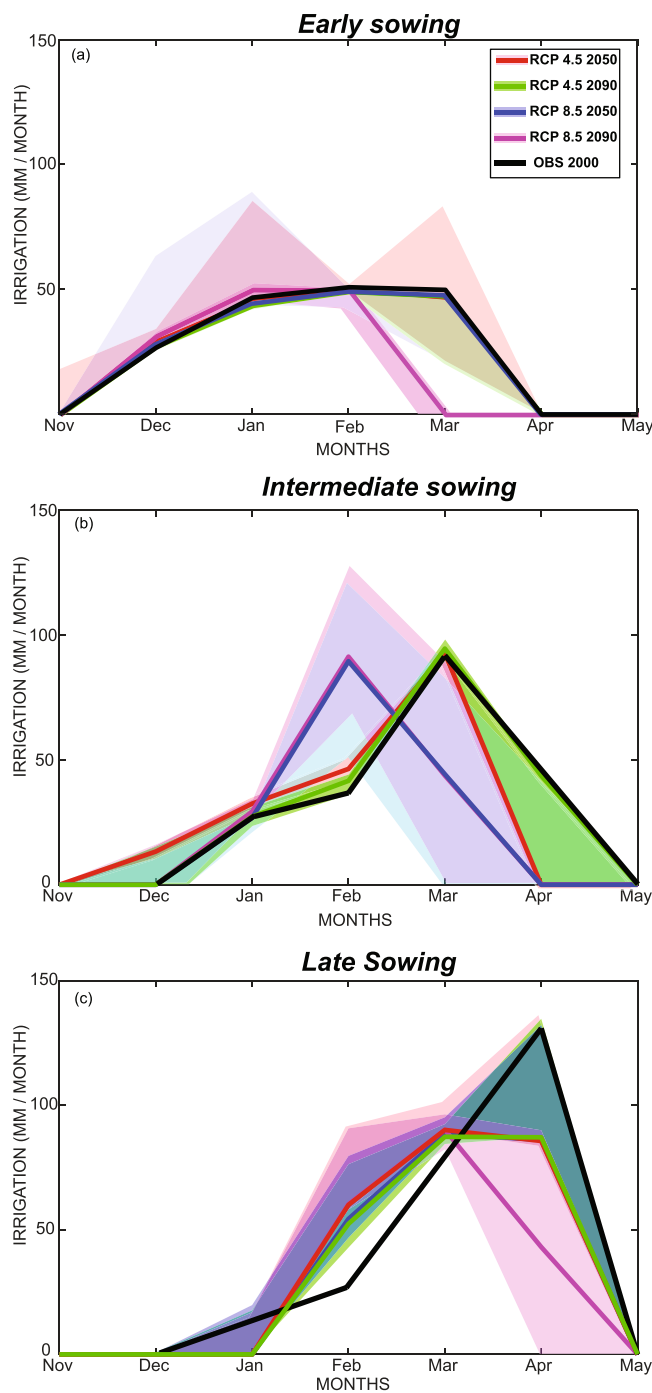 Early sowing
150
(a)
RCP 4.5 2050
RCP 4.5 2090
RCP 8.5 2050
RCP 8.5 2090
OBS 2000
100
50
0
IRRIGATION (MM / MONTH)
Nov Dec Jan Feb Mar Apr May
MONTHS
Intermediate sowing
150
(b)
100
50
0
IRRIGATION (MM / MONTH)
Nov Dec Jan Feb Mar Apr May
MONTHS
Late Sowing
150
(c)
100
50
0
IRRIGATION (MM / MONTH)
Nov Dec Jan Feb Mar Apr May
MONTHS